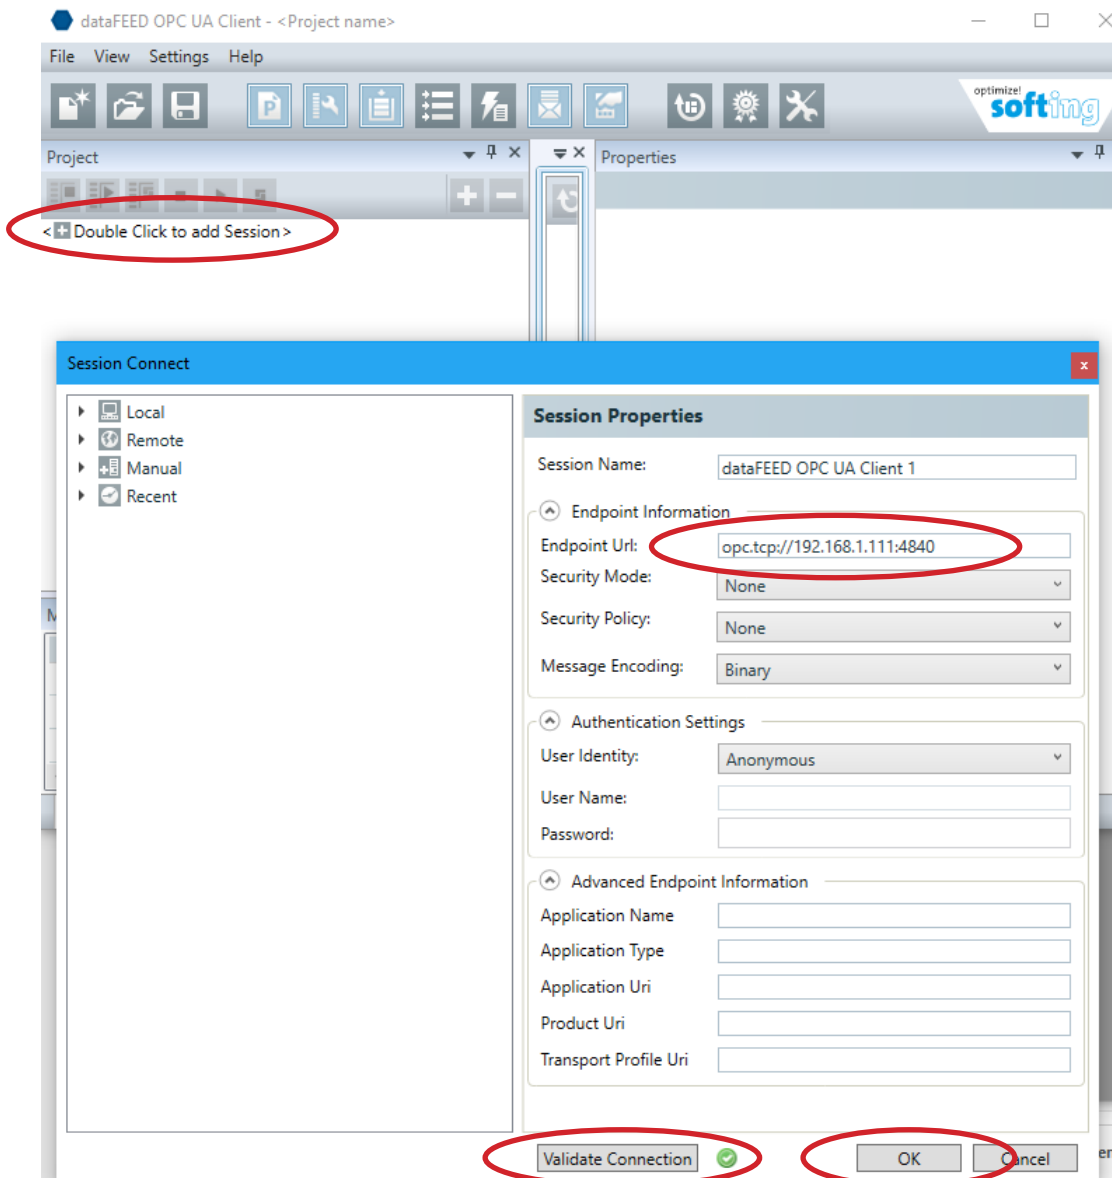 dataFEED OPC UA Client - <Project name>
File View Settings Help
optimize!
softing
Project
Properties
<+ Double Click to add Session>
Session Connect
Local
Remote
Manual
Recent
Session Properties
Session Name: dataFEED OPC UA Client 1
Endpoint Information
Endpoint Url: opc.tcp://192.168.1.111:4840
Security Mode: None
Security Policy: None
Message Encoding: Binary
Authentication Settings
User Identity: Anonymous
User Name:
Password:
Advanced Endpoint Information
Application Name
Application Type
Application Uri
Product Uri
Transport Profile Uri
Validate Connection OK Cancel